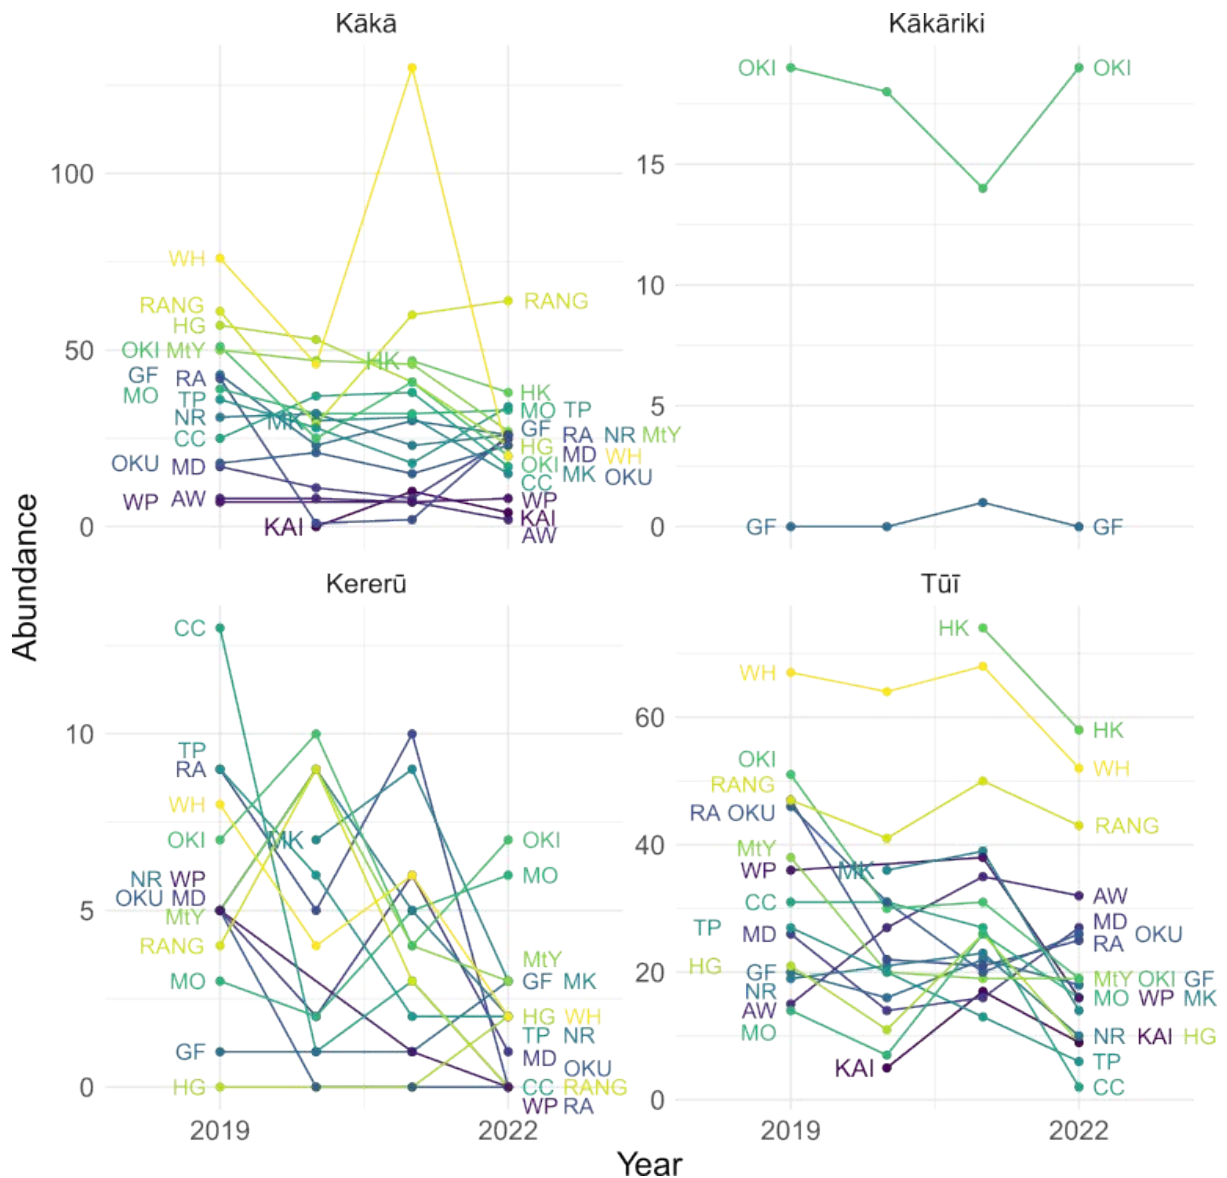 Kākā
Kākāriki
100
50
0
WH
RANG
HG
OKI MtY
GF RA
MO
TP
NR
CC
OKU MD
WP AW
KAI
MK
HK
RANG
HK
MO TP
GF RA NR MtY
HG MD WH
OKI MK OKU
CC
WP
KAI
AW
15
10
5
0
OKI
OKI
GF
GF
Abundance
Kererū
Tūī
10
5
0
CC
TP
RA
WH
OKI
MK
NR WP
OKU MD
MtY
RANG
MO
GF
HG
OKI
MO
MtY
GF MK
HG WH
TP NR
MD OKU
CC RANG
WP RA
2019
2022
60
40
20
0
HK
WH
OKI
RANG
RA OKU
MtY
WP
MK
CC
TP MD
HG GF
NR
AW
MO
KAI
HK
WH
RANG
AW
MD
RA OKU
MtY OKI GF
MO WP MK
NR KAI HG
TP
CC
2019
2022
Year